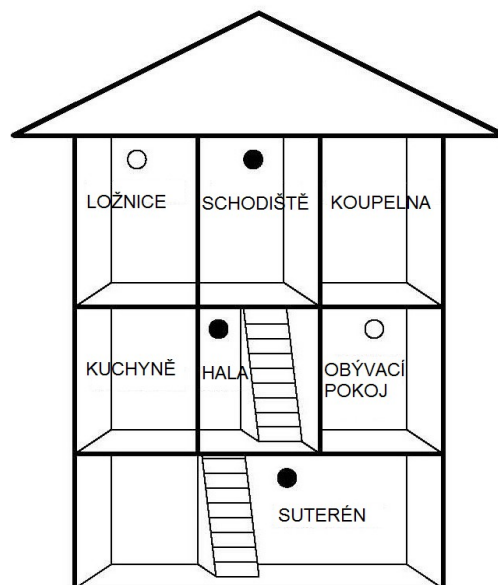 LOŽNICE
SCHODIŠTĚ
KOUPELNA
KUCHYNĚ
HALA
OBÝVACÍ
POKOJ
SUTERÉN